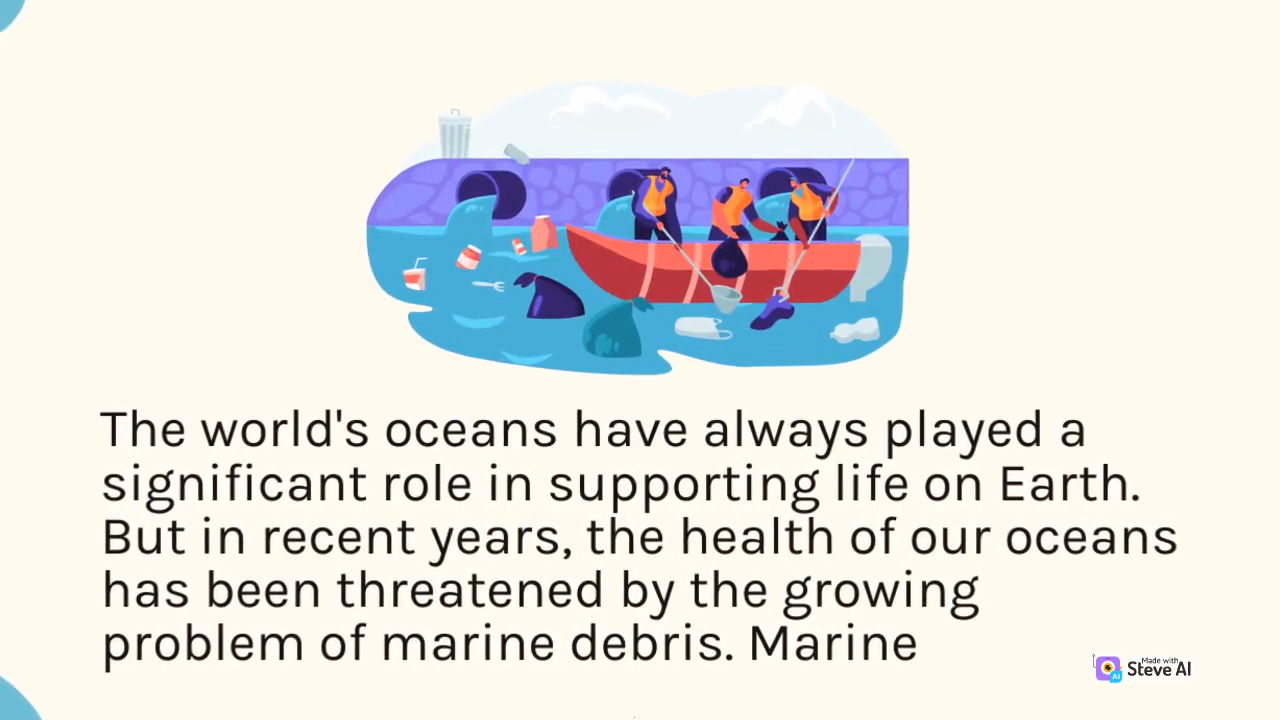 The world's oceans have always played a
significant role in supporting life on Earth.
But in recent years, the health of our oceans
has been threatened by the growing
problem of marine debris. Marine
Made with
Steve AI
AI